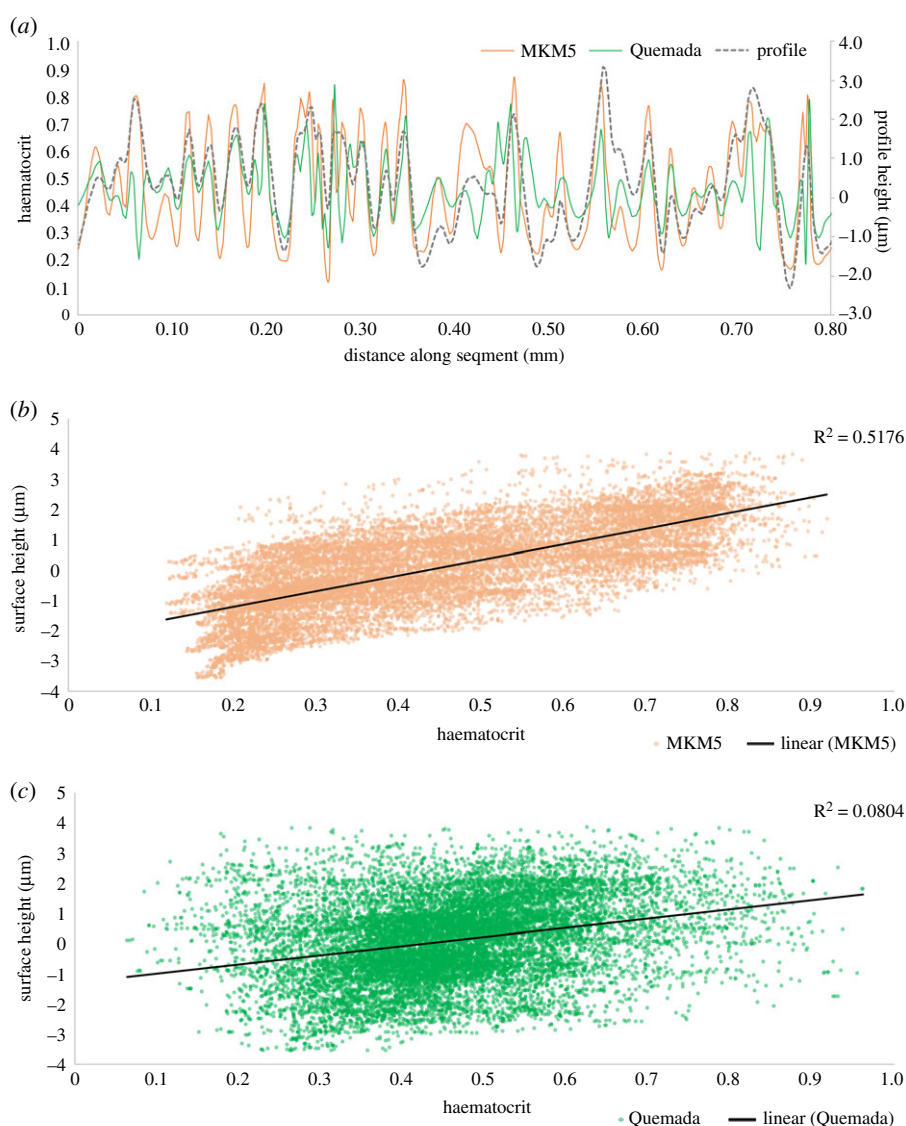 (a)
MKM5 Quemada profile
haematocrit
1.0
0.9
0.8
0.7
0.6
0.5
0.4
0.3
0.2
0.1
0
4.0
3.0
2.0
1.0
0
–1.0
–2.0
–3.0
profile height (μm)
0 0.10 0.20 0.30 0.40 0.50 0.60 0.70 0.80
distance along seqment (mm)
(b)
R² = 0.5176
surface height (μm)
5
4
3
2
1
0
–1
–2
–3
–4
0 0.1 0.2 0.3 0.4 0.5 0.6 0.7 0.8 0.9 1.0
haematocrit
MKM5 linear (MKM5)
(c)
R² = 0.0804
surface height (μm)
5
4
3
2
1
0
–1
–2
–3
–4
0 0.1 0.2 0.3 0.4 0.5 0.6 0.7 0.8 0.9 1.0
haematocrit
Quemada linear (Quemada)